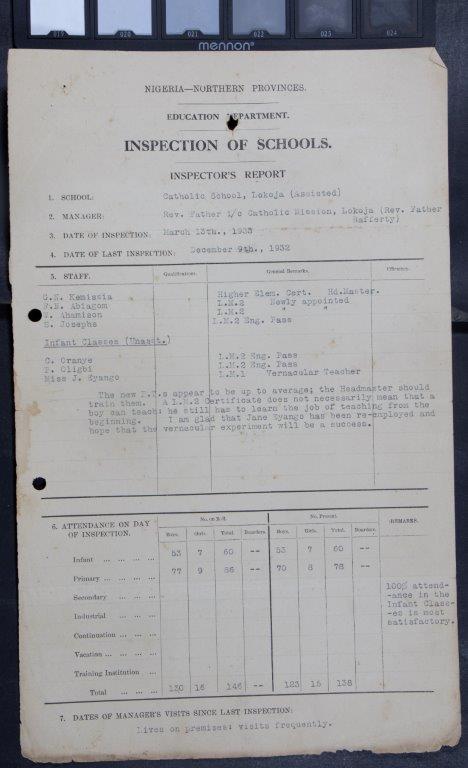 019 020 021 022 023 024
mennon
NIGERIA—NORTHERN PROVINCES.
EDUCATION DEPARTMENT.
INSPECTION OF SCHOOLS.
INSPECTOR'S REPORT
1. SCHOOL: Catholic School, Lokoja (Assisted)
2. MANAGER: Rev. Father i/c Catholic Mission, Lokoja (Rev. Father
Rafferty)
3. DATE OF INSPECTION: March 13th., 1933
4. DATE OF LAST INSPECTION: December 9th., 1932
5. STAFF. Qualifications. General Remarks.
G.N. Kemiscia Higher Elem. Cert. Hd.Master.
F.N. Abiagom L.M.2 Newly appointed
V. Ahamison L.M.2 " "
S. Josephs L.M.2 Eng. Pass
Infant Classes (Unasst.)
C. Oranye L.M.2 Eng. Pass
P. Oligbi L.M.2 Eng. Pass
Miss J. Eyango L.M.1 Vernacular Teacher
The new E.T.s appear to be up to average; the Headmaster should
train them. A L.M.2 Certificate does not necessarily mean that a
boy can teach: he still has to learn the job of teaching from the
beginning. I am glad that Jane Eyango has been re-employed and
hope that the vernacular experiment will be a success.
6. ATTENDANCE ON DAY OF INSPECTION. No. on Roll. No. Present. REMARKS.
Boys. Girls. Total. Boarders. Boys. Girls. Total. Boarders.
Infant ... ... ... ... 53 7 60 -- 53 7 60 --
Primary ... ... ... ... 77 9 86 -- 70 8 78 --
Secondary ... ... ...
Industrial ... ... ...
Continuation ... ... ...
Vacation ... ... ...
Training Institution ...
Total ... ... ... 130 16 146 -- 123 15 138
100% attend-
-ance in the
Infant Class-
-es is most
satisfactory.
7. DATES OF MANAGER'S VISITS SINCE LAST INSPECTION:
Lives on premises: visits frequently.